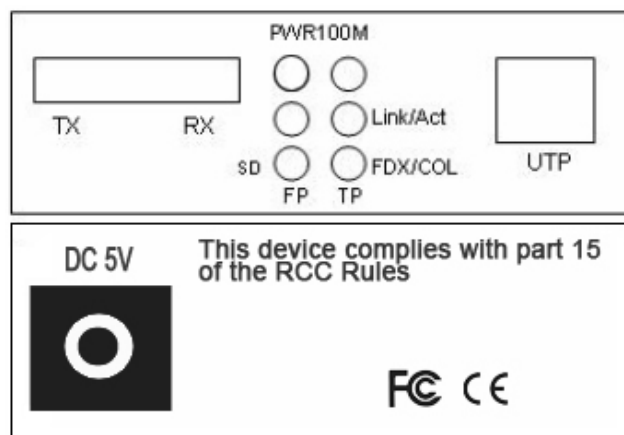 PWR100M
TX RX
Link/Act
SD FDX/COL
FP TP
UTP
DC 5V
This device complies with part 15
of the RCC Rules
FC CE